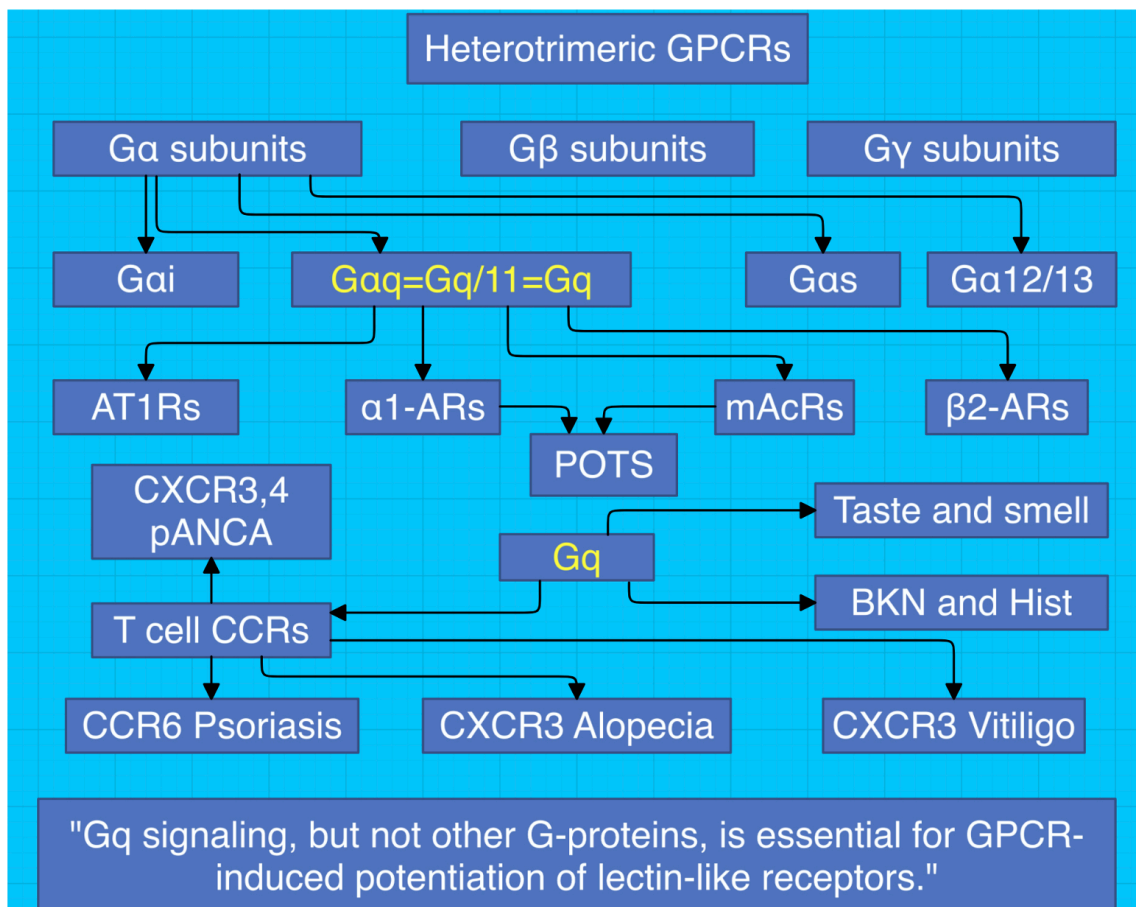 Heterotrimeric GPCRs
Gα subunits
Gβ subunits
Gγ subunits
Gαi
Gαq=Gq/11=Gq
Gαs
Gα12/13
AT1Rs
α1-ARs
mAcRs
β2-ARs
POTS
CXCR3,4
pANCA
Taste and smell
Gq
BKN and Hist
T cell CCRs
CCR6 Psoriasis
CXCR3 Alopecia
CXCR3 Vitiligo
"Gq signaling, but not other G-proteins, is essential for GPCR-
induced potentiation of lectin-like receptors."